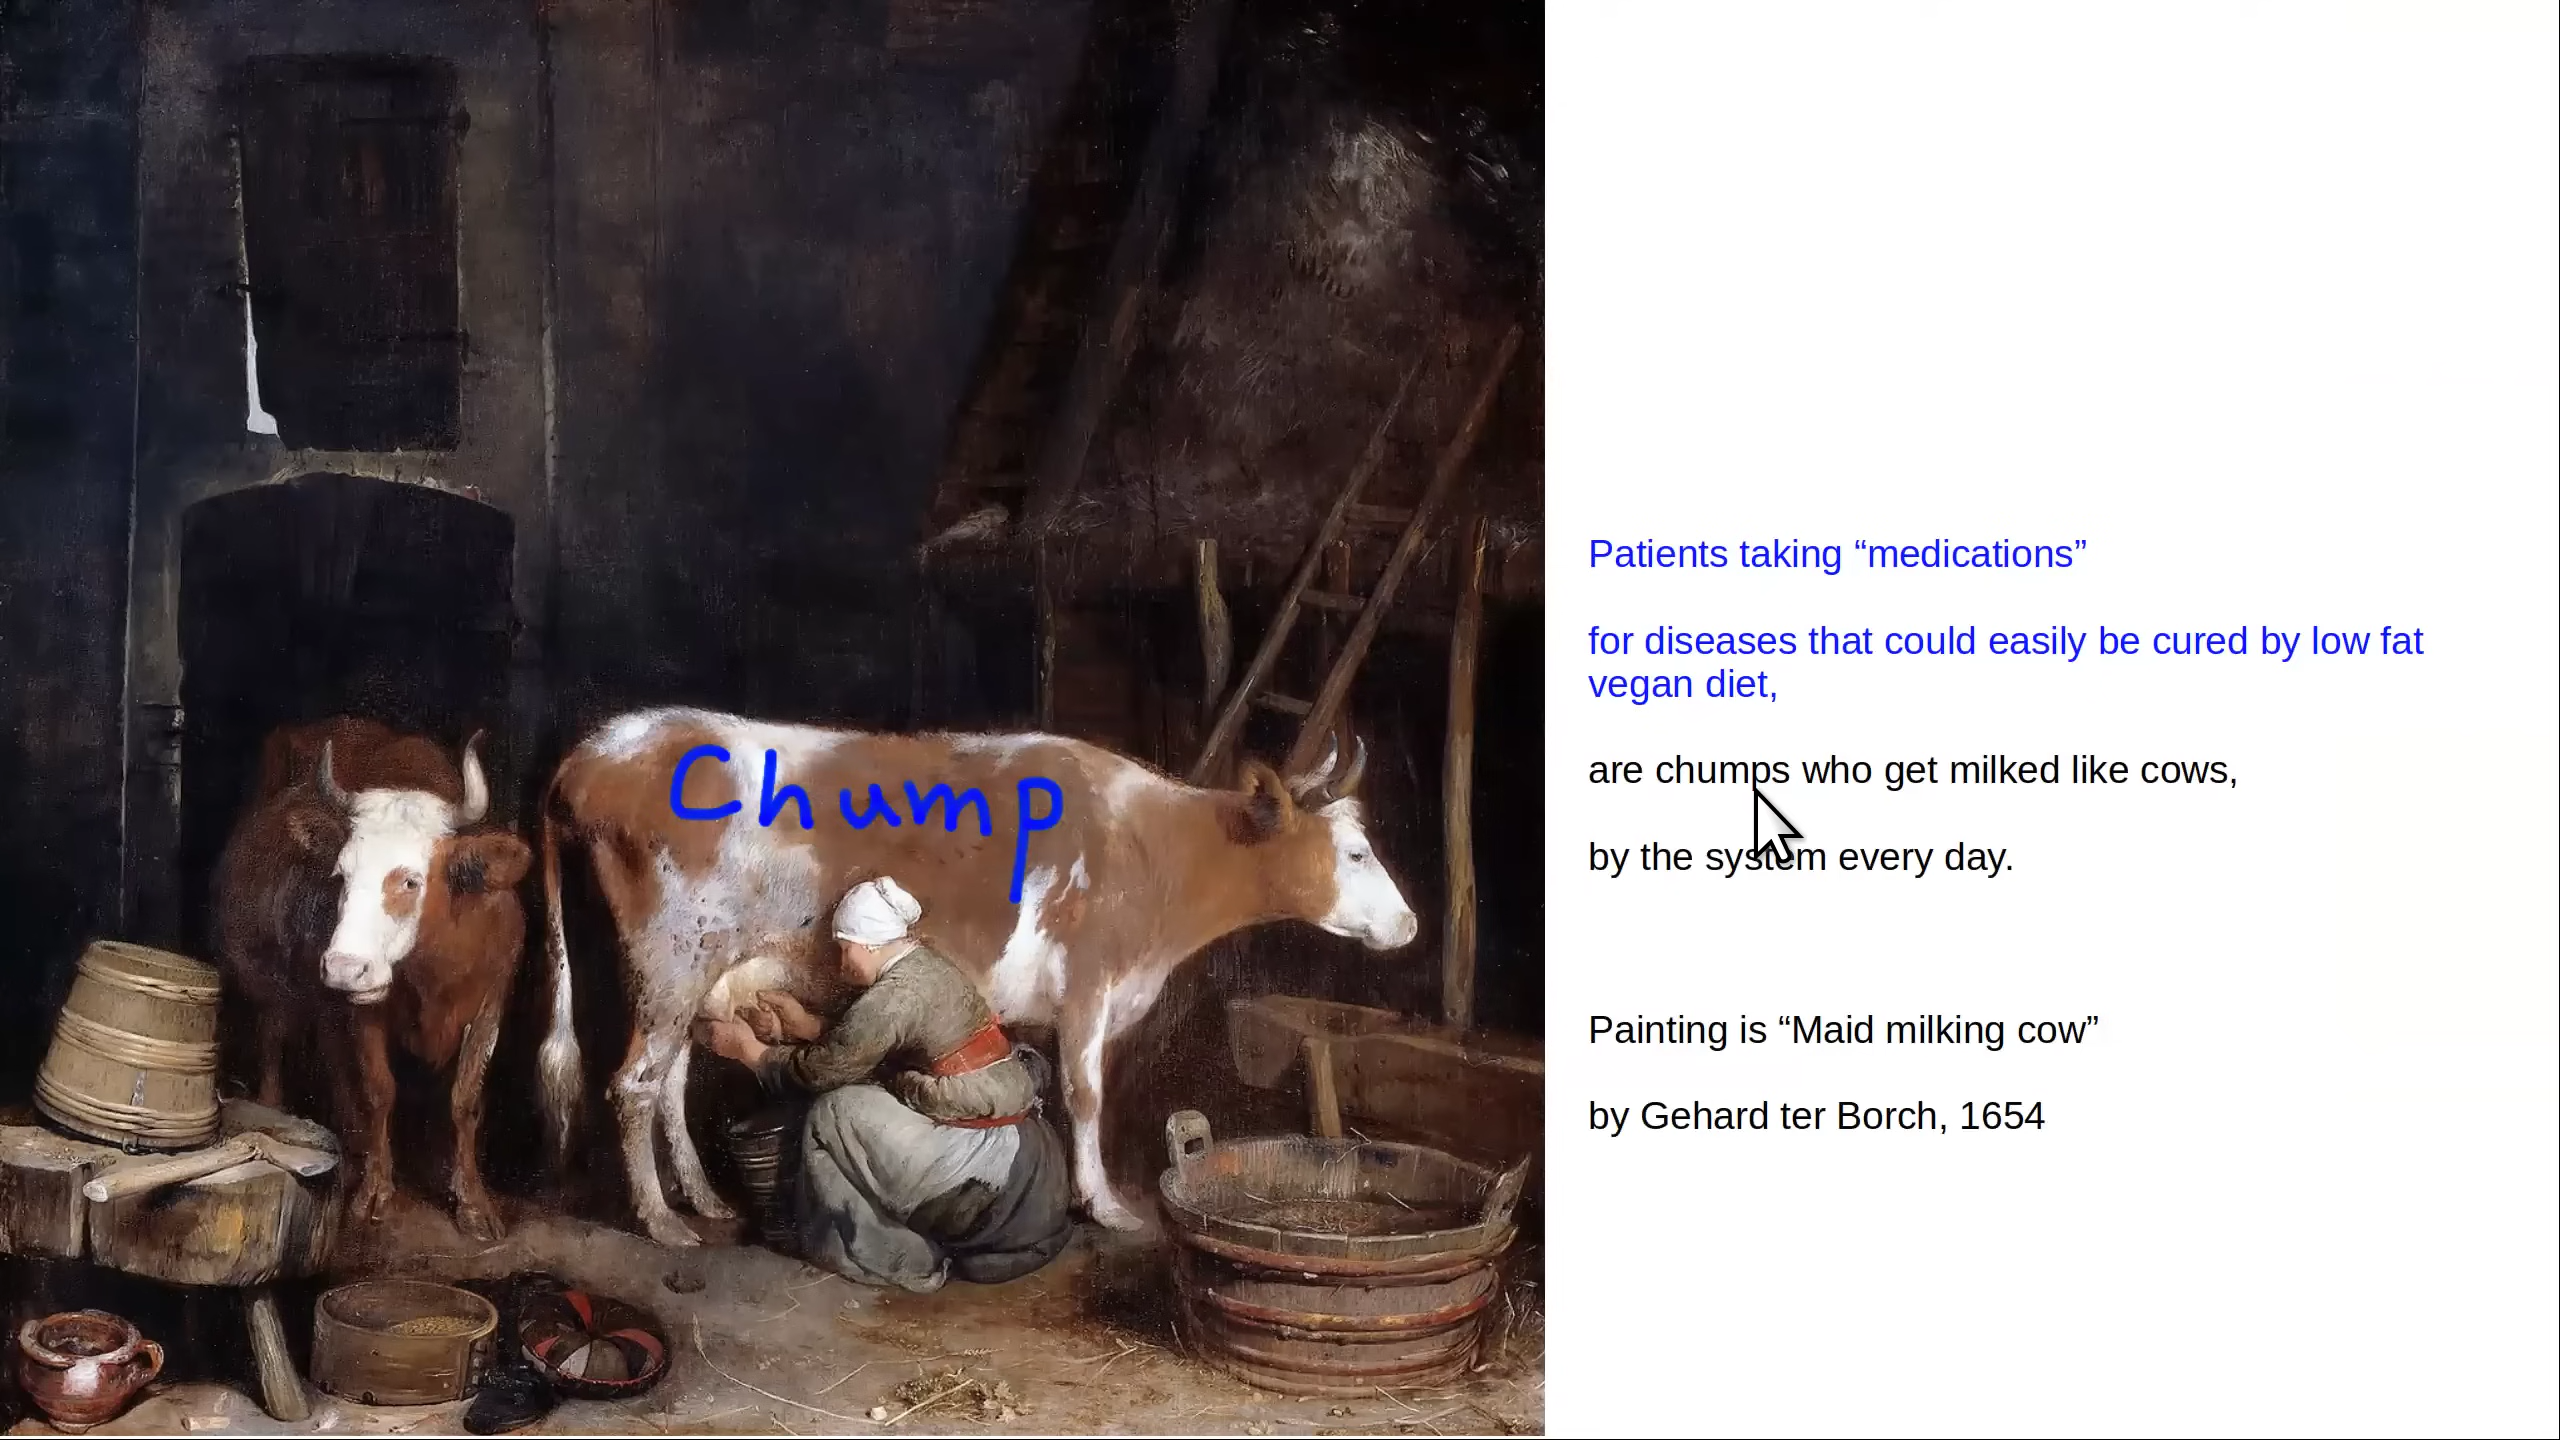 Chump
Patients taking “medications”
for diseases that could easily be cured by low fat
vegan diet,
are chumps who get milked like cows,
by the system every day.
Painting is “Maid milking cow”
by Gehard ter Borch, 1654